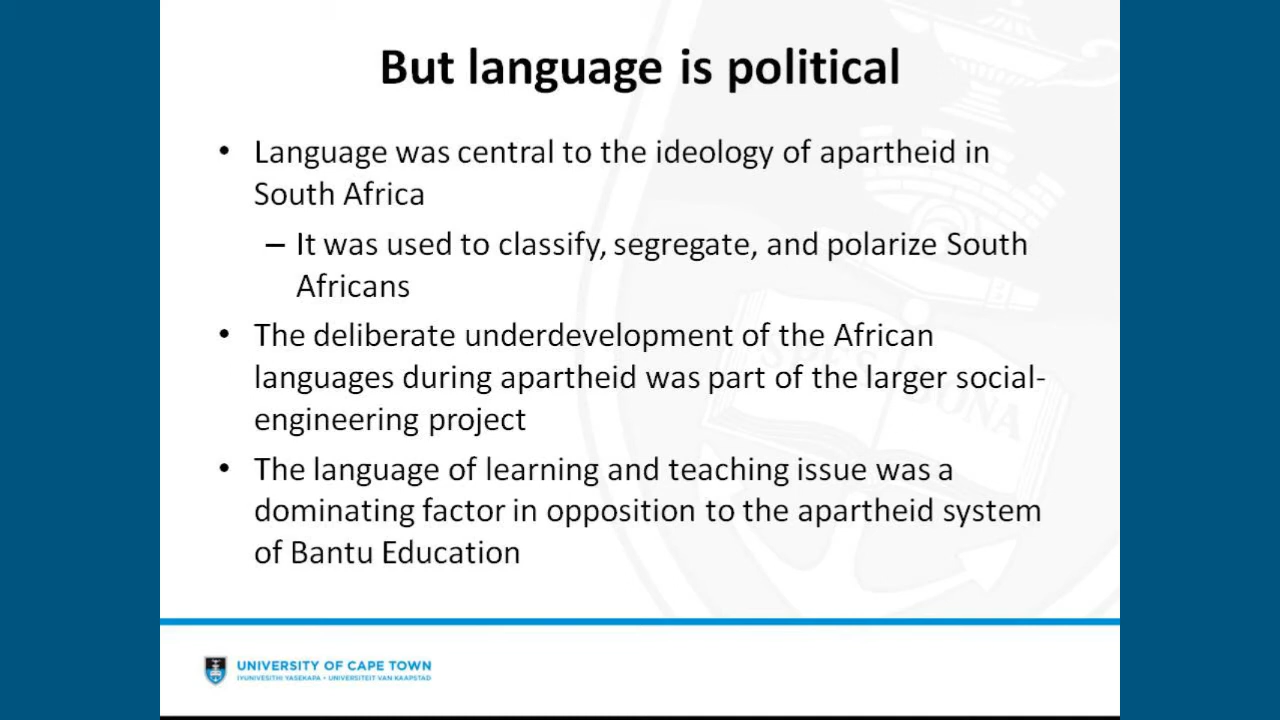 But language is political
• Language was central to the ideology of apartheid in
South Africa
– It was used to classify, segregate, and polarize South
Africans
• The deliberate underdevelopment of the African
languages during apartheid was part of the larger social-
engineering project
• The language of learning and teaching issue was a
dominating factor in opposition to the apartheid system
of Bantu Education
SPES BONA
UNIVERSITY OF CAPE TOWN
IYUNIVESITHI YASEKAPA • UNIVERSITEIT VAN KAAPSTAD